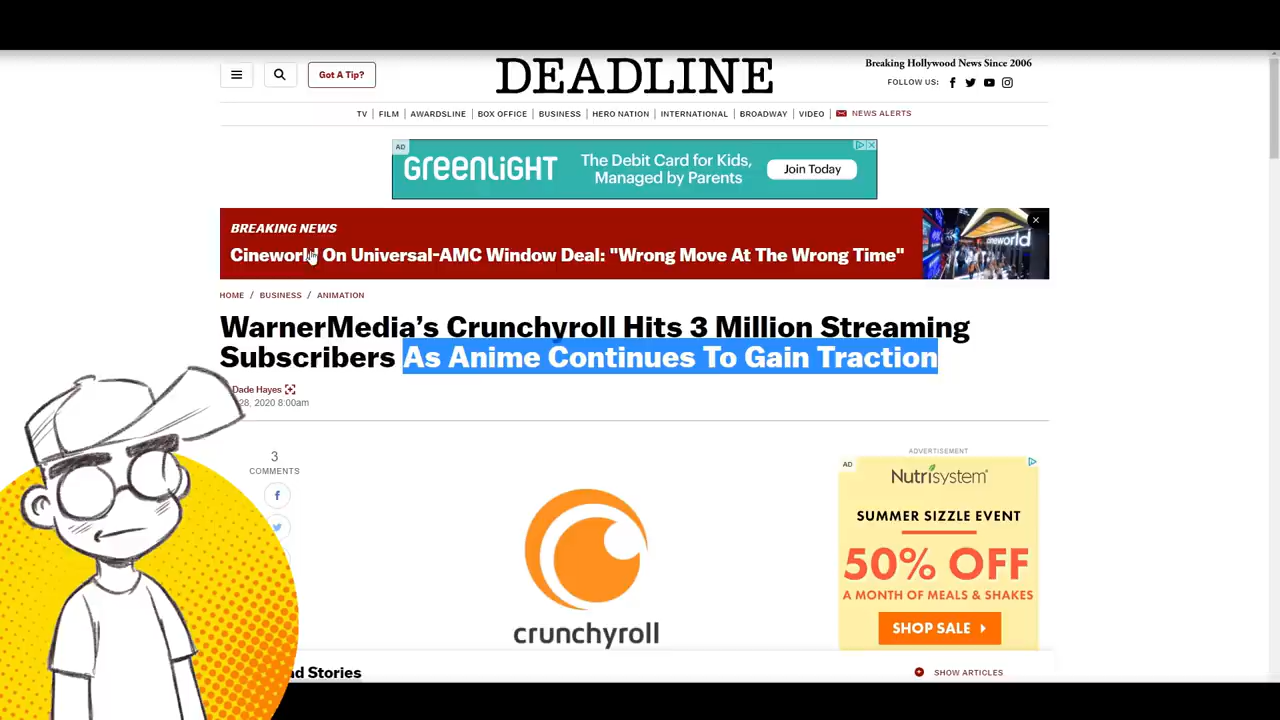 Got A Tip?
DEADLINE
Breaking Hollywood News Since 2006
FOLLOW US:
TV | FILM | AWARDSLINE | BOX OFFICE | BUSINESS | HERO NATION | INTERNATIONAL | BROADWAY | VIDEO | NEWS ALERTS
AD
GREENLiGHT
The Debit Card for Kids,
Managed by Parents
Join Today
BREAKING NEWS
Cineworld On Universal-AMC Window Deal: "Wrong Move At The Wrong Time"
cineworld
HOME / BUSINESS / ANIMATION
WarnerMedia’s Crunchyroll Hits 3 Million Streaming
Subscribers As Anime Continues To Gain Traction
Dade Hayes
28, 2020 8:00am
3
COMMENTS
crunchyroll
ADVERTISEMENT
AD
Nutrisystem®
SUMMER SIZZLE EVENT
50% OFF
A MONTH OF MEALS & SHAKES
SHOP SALE
Stories
SHOW ARTICLES